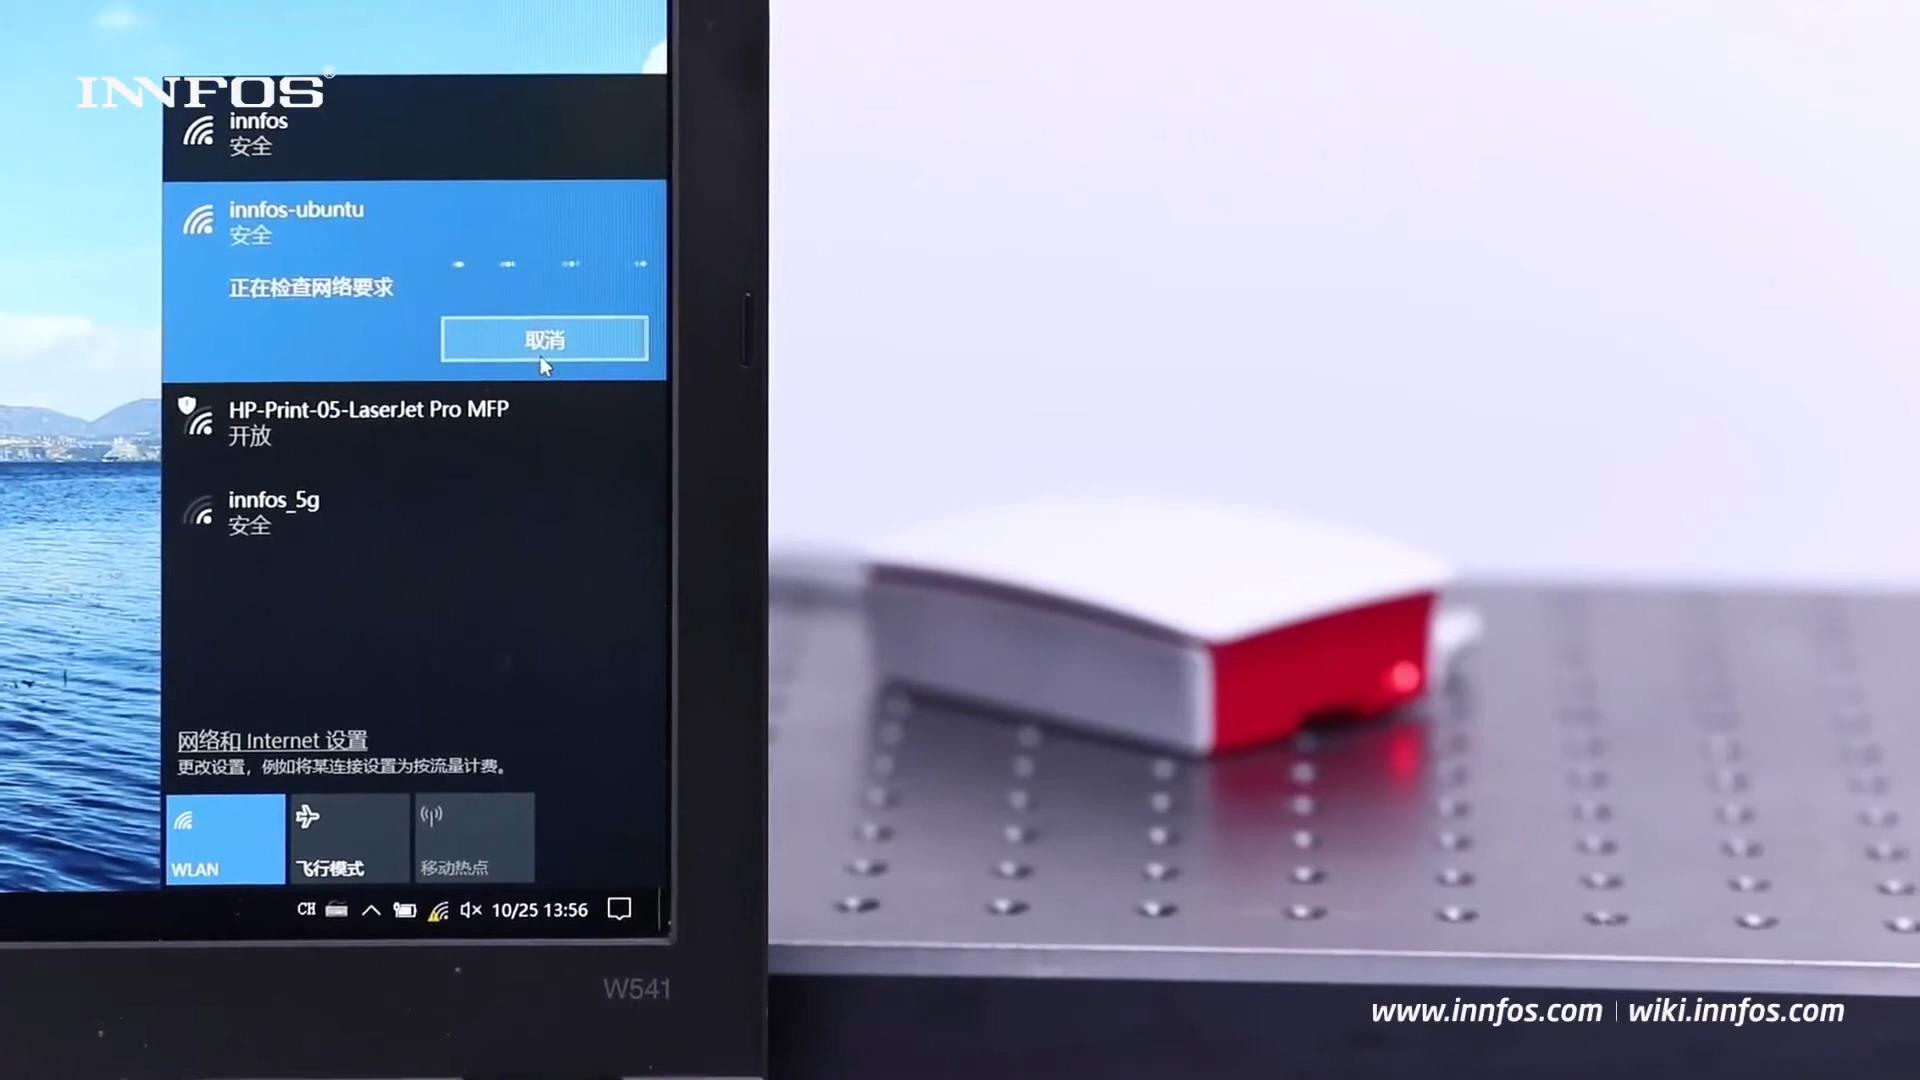 INNFOS®
innfos
安全
innfos-ubuntu
安全
正在检查网络要求
取消
HP-Print-05-LaserJet Pro MFP
开放
innfos_5g
安全
网络和 Internet 设置
更改设置，例如将某连接设置为按流量计费。
WLAN
飞行模式
移动热点
CH
10/25 13:56
W541
www.innfos.com | wiki.innfos.com